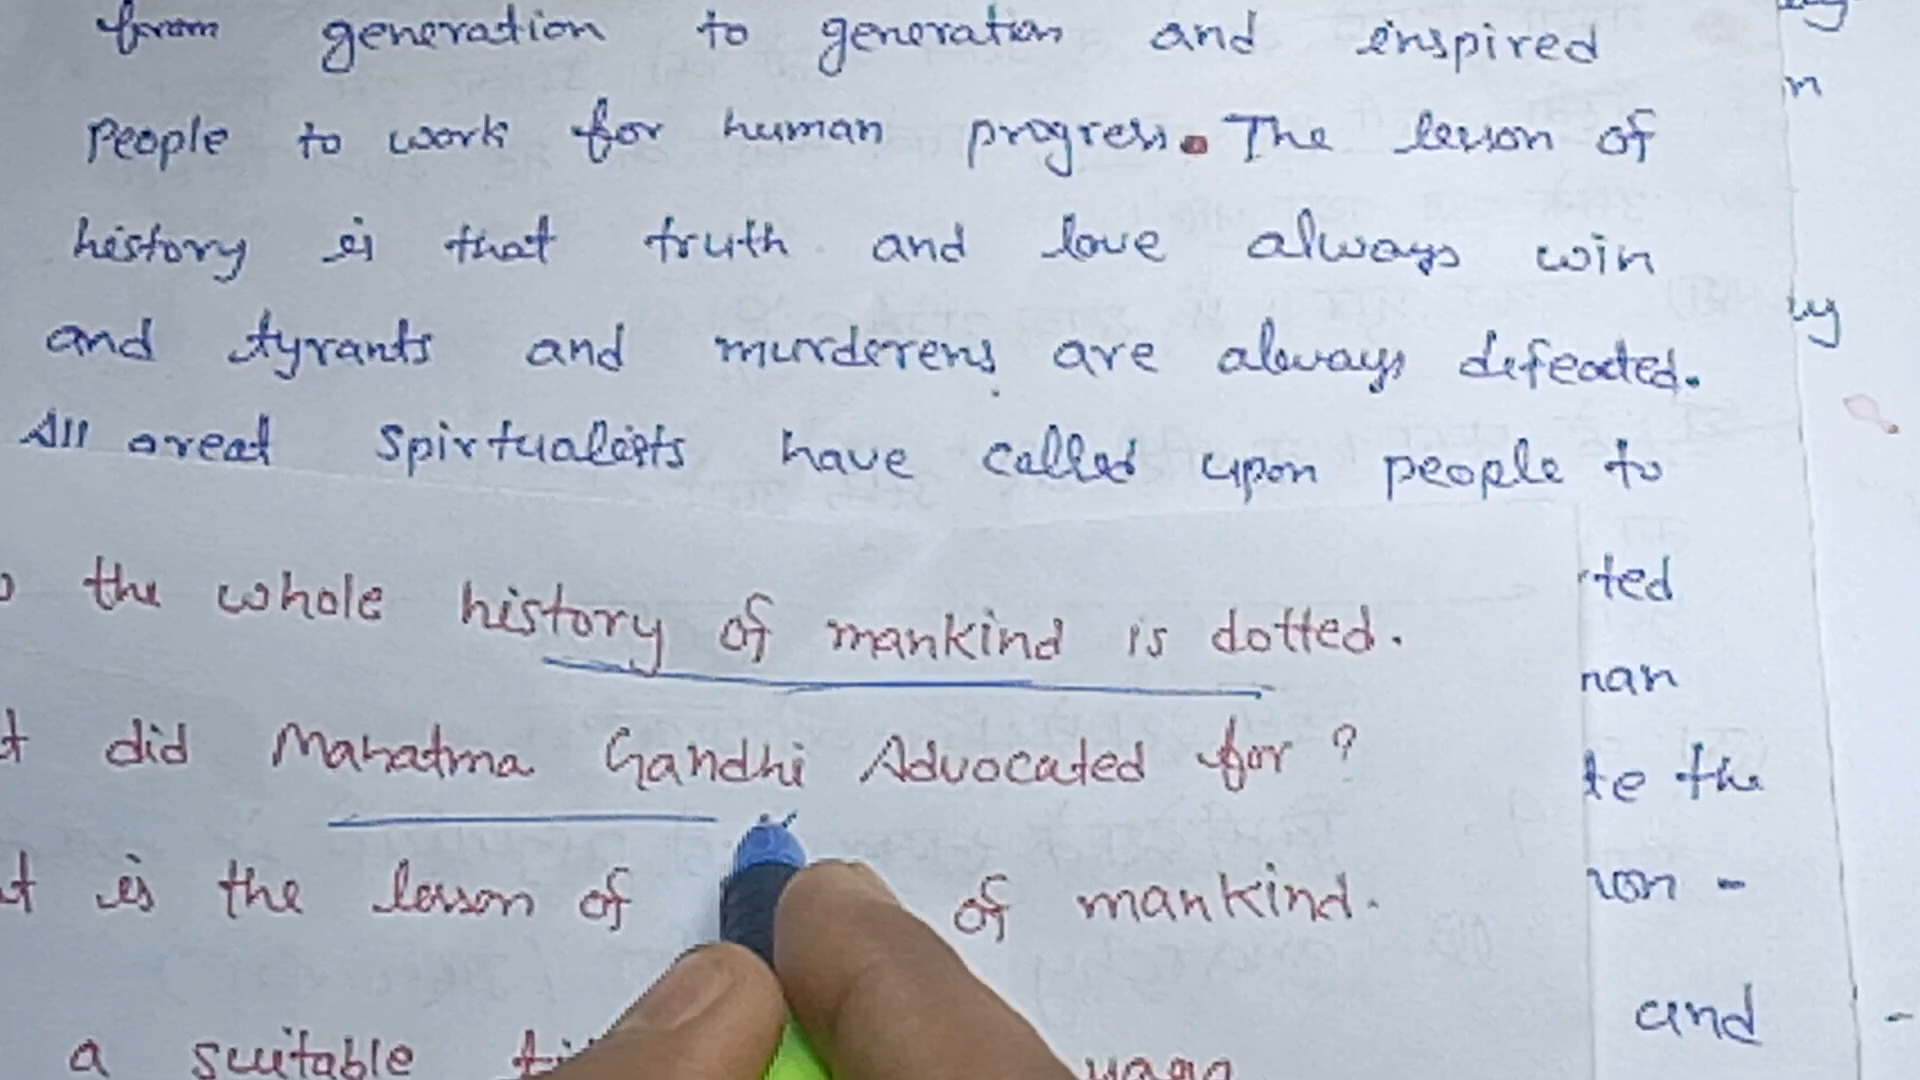 from generation to generation and inspired
People to work for human progress. The lesson of
history is that truth and love always win
and tyrants and murderers are always defeated.
All great Spirtualists have called upon people to
the whole history of mankind is dotted.
did Mahatma Gandhi Advocated for ?
is the lesson of of mankind.
a suitable
ted
nan
te the
ron -
and -